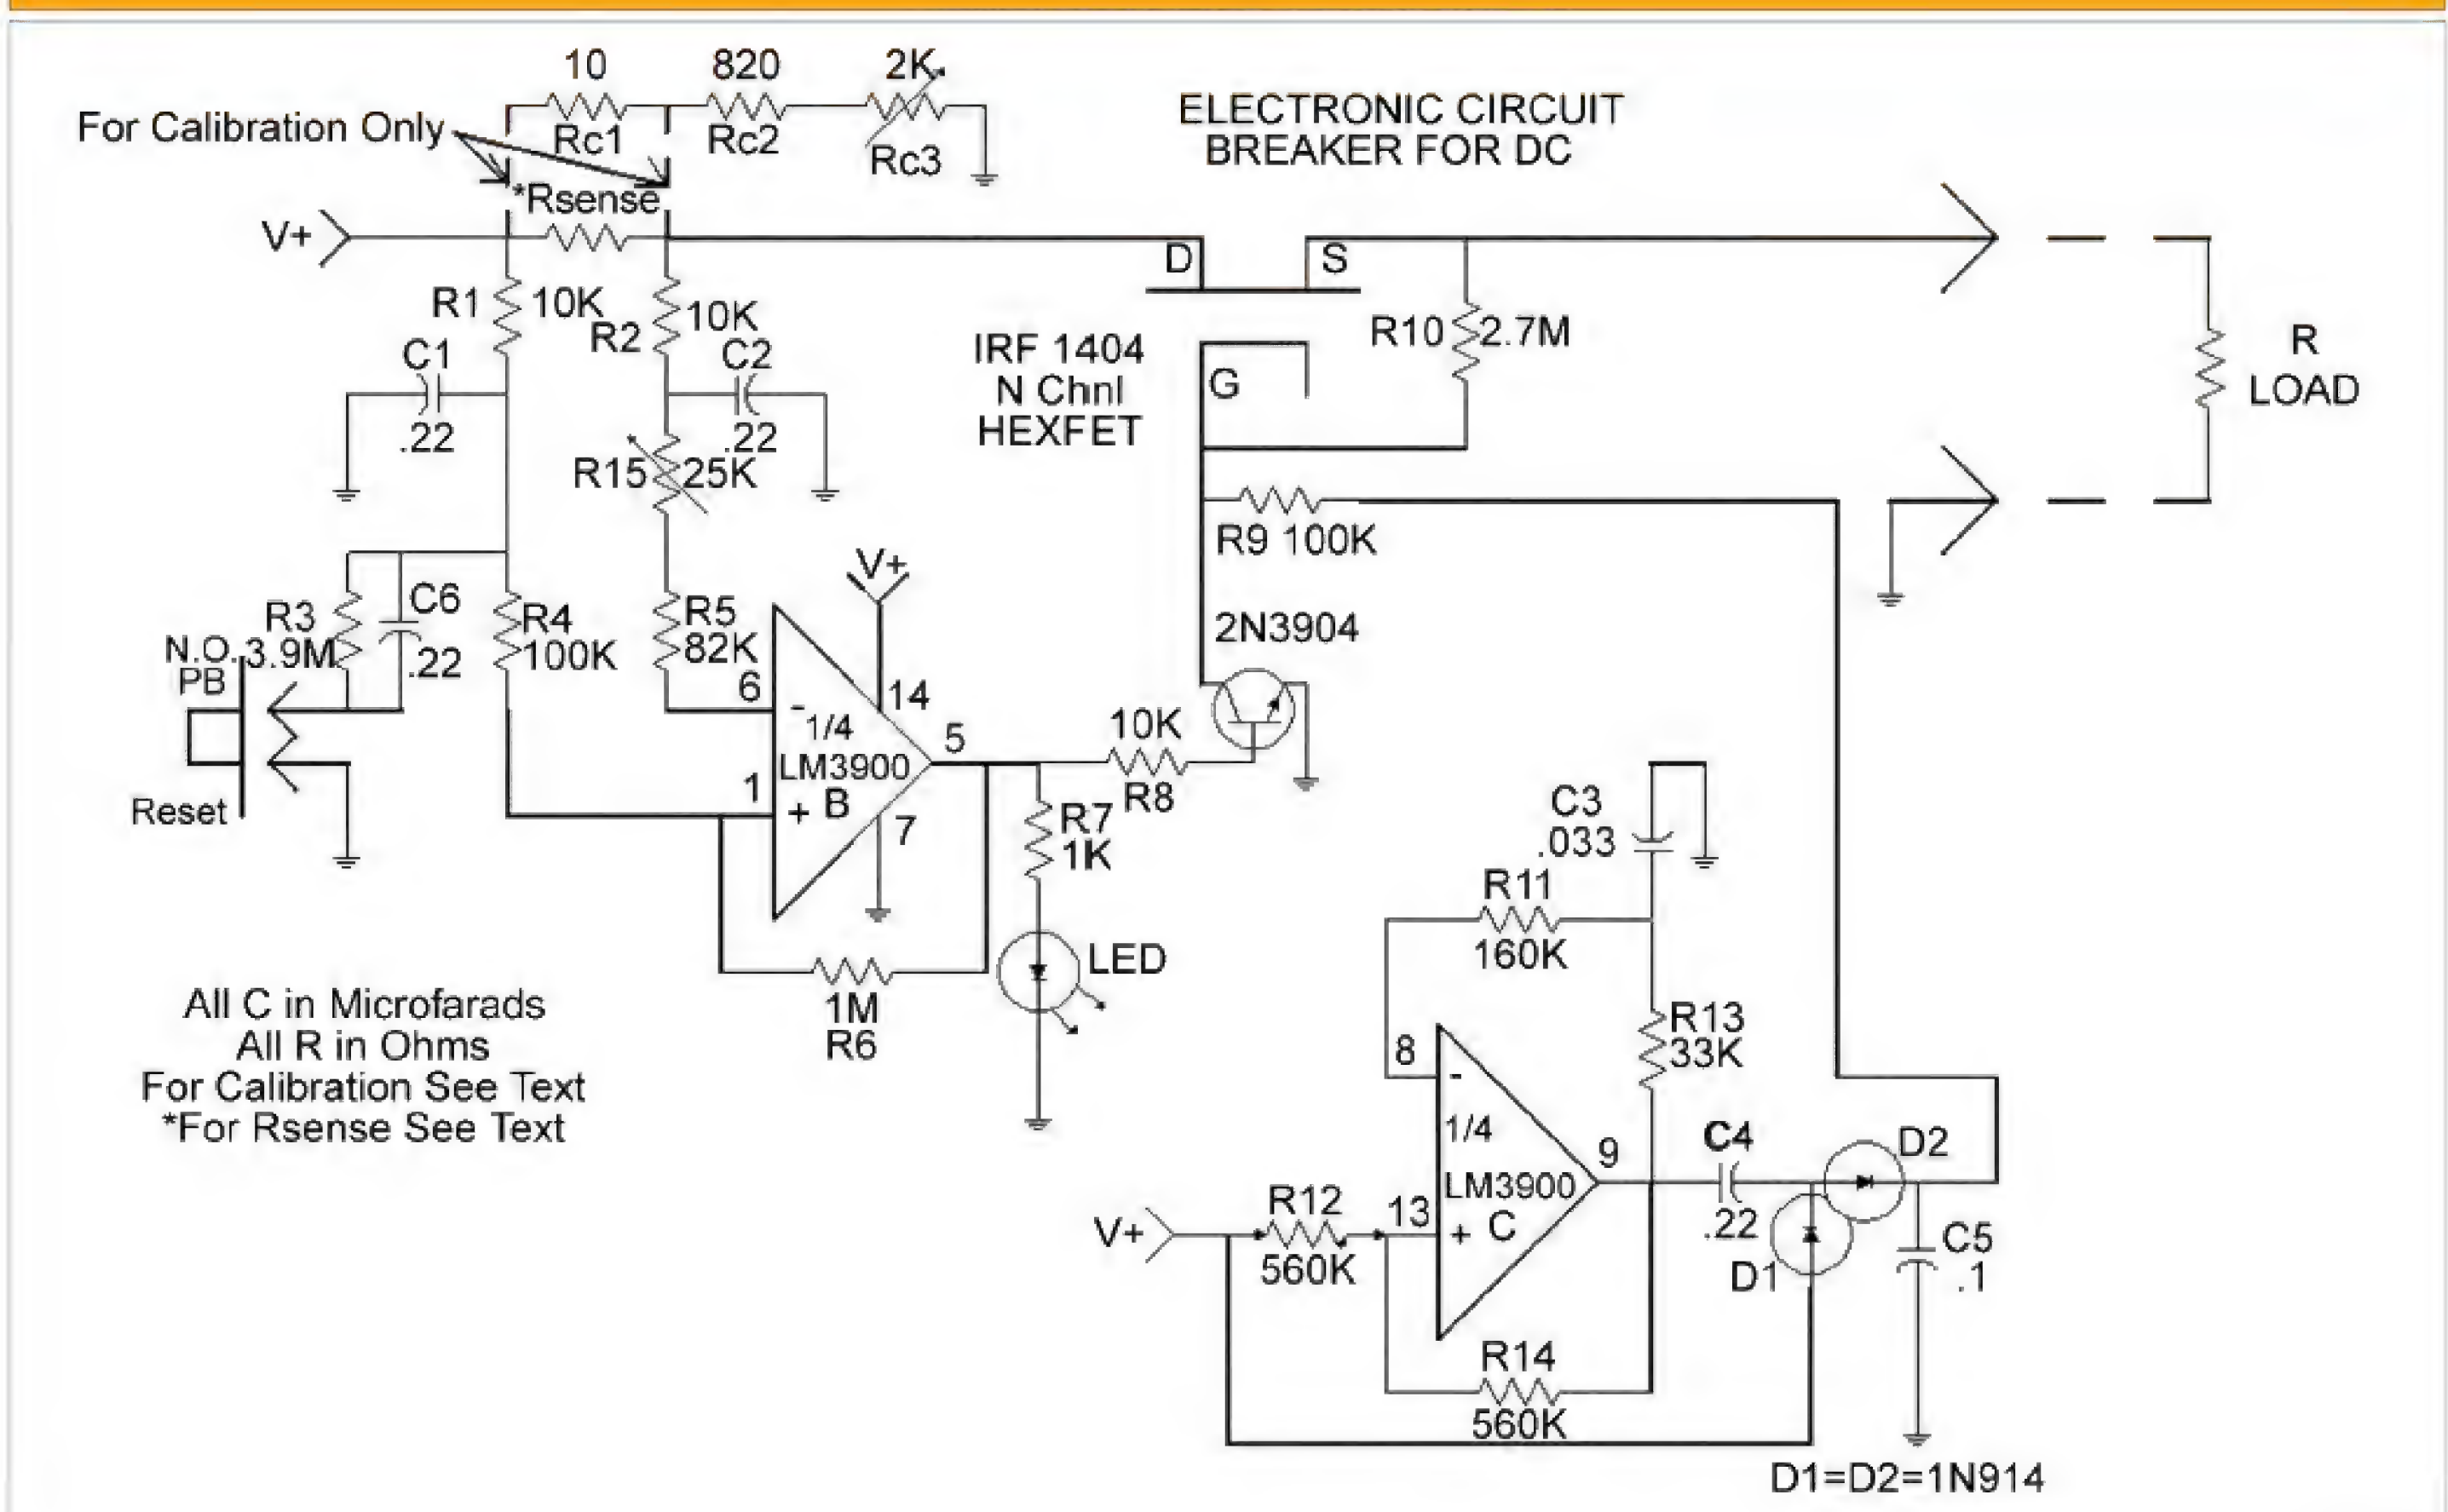 10
820
2K
For Calibration Only
Rc1
Rc2
Rc3
ELECTRONIC CIRCUIT
BREAKER FOR DC
*Rsense
V+
D
S
R1
10K
R2
10K
C1
.22
C2
.22
IRF 1404
N Chnl
HEXFET
G
R10
2.7M
R
LOAD
R15
25K
R9 100K
V+
R3
3.9M
C6
.22
R4
100K
R5
82K
2N3904
N.O.
PB
Reset
6
-
14
1/4
LM3900
5
1
+ B
7
10K
R8
R7
1K
C3
.033
R11
160K
LED
1M
R6
All C in Microfarads
All R in Ohms
For Calibration See Text
*For Rsense See Text
R13
33K
8
-
1/4
LM3900
9
C4
.22
D2
V+
R12
560K
13
+ C
D1
C5
.1
R14
560K
D1=D2=1N914